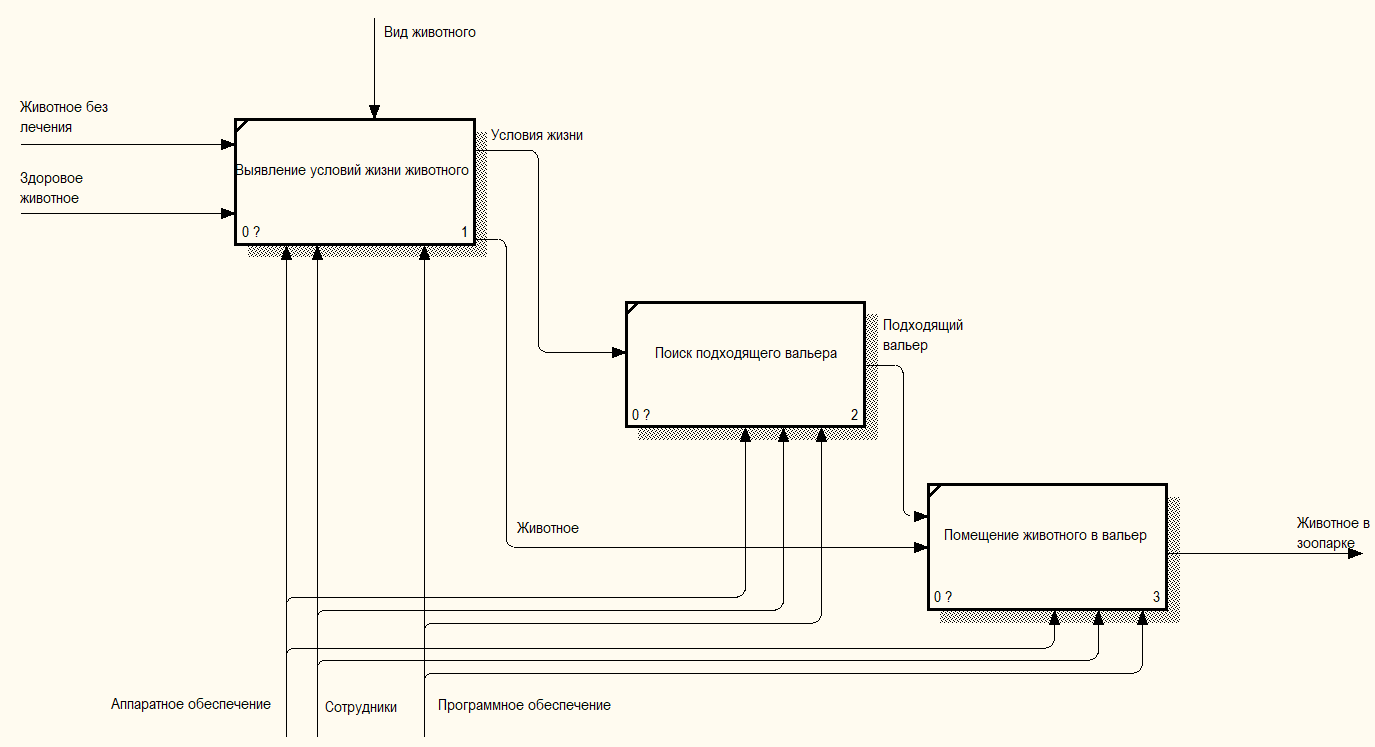 Вид животного
Животное без
лечения
Условия жизни
Выявление условий жизни животного
Здоровое
животное
0 ?
1
Подходящий
вальер
Поиск подходящего вальера
0 ?
2
Животное
Животное в
зоопарке
Помещение животного в вальер
0 ?
3
Аппаратное обеспечение
Сотрудники
Программное обеспечение